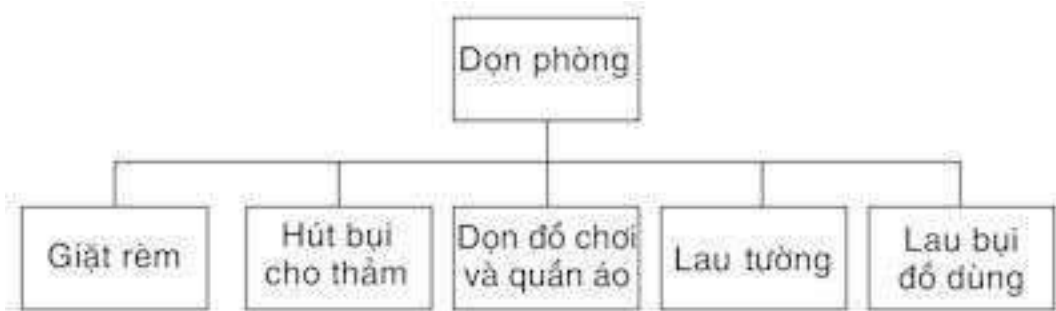 Dọn phòng
Giặt rèm
Hút bụi
cho thảm
Dọn đồ chơi
và quần áo
Lau tường
Lau bụi
đồ dùng